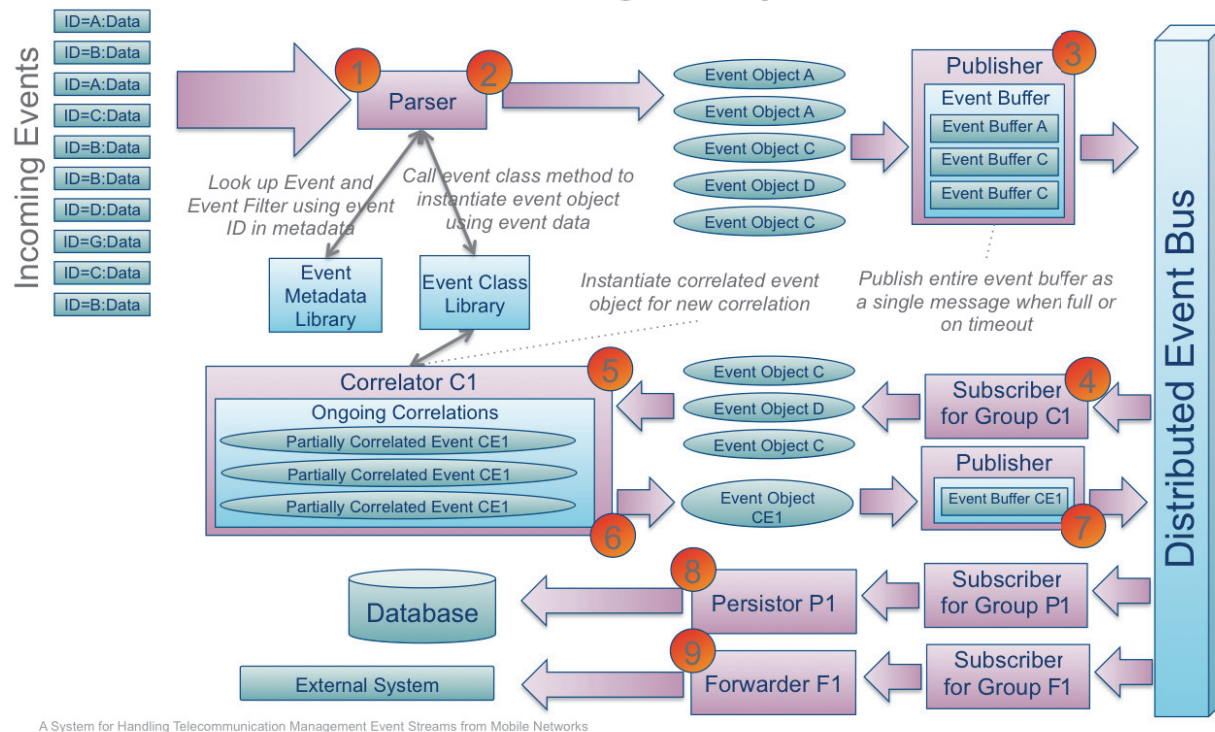 Incoming Events
ID=A:Data
ID=B:Data
ID=A:Data
ID=C:Data
ID=B:Data
ID=B:Data
ID=D:Data
ID=G:Data
ID=C:Data
ID=B:Data
1
2
Parser
Look up Event and
Event Filter using event
ID in metadata
Call event class method to
instantiate event object
using event data
Event
Metadata
Library
Event Class
Library
Event Object A
Event Object A
Event Object C
Event Object D
Event Object C
3
Publisher
Event Buffer
Event Buffer A
Event Buffer C
Event Buffer C
Distributed Event Bus
Instantiate correlated event
object for new correlation
Publish entire event buffer as
a single message when full or
on timeout
5
Correlator C1
Ongoing Correlations
Partially Correlated Event CE1
Partially Correlated Event CE1
Partially Correlated Event CE1
6
Event Object C
Event Object D
Event Object C
4
Subscriber
for Group C1
Event Object
CE1
Publisher
Event Buffer CE1
7
Database
8
Persistor P1
Subscriber
for Group P1
External System
9
Forwarder F1
Subscriber
for Group F1
A System for Handling Telecommunication Management Event Streams from Mobile Networks